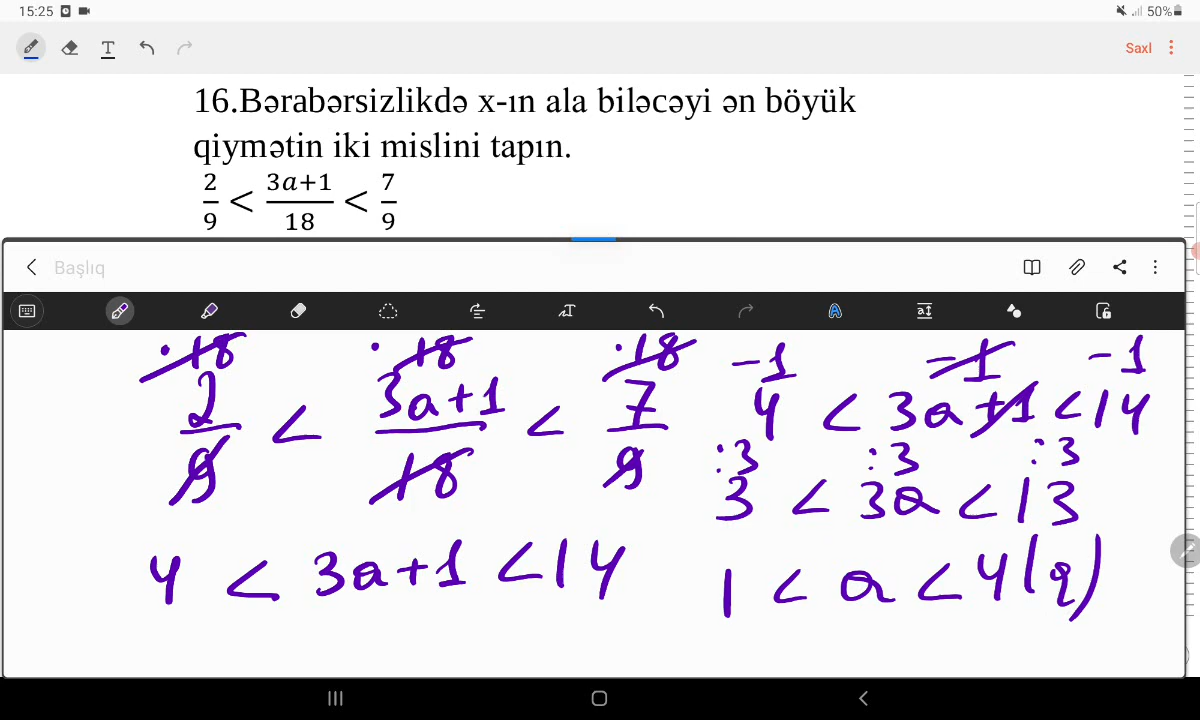 15:25 50%
T Saxl
16.Bərabərsizlikdə x-ın ala biləcəyi ən böyük
qiymətin iki mislini tapın.
2/9 < 3a+1/18 < 7/9
Başlıq
·18 ·18 ·18
2/9 < 3a+1/18 < 7/9
4 < 3a+1 < 14
-1 -1 -1
4 < 3a+1 < 14
:3 :3 :3
3 < 3a < 13
1 < a < 4(q)